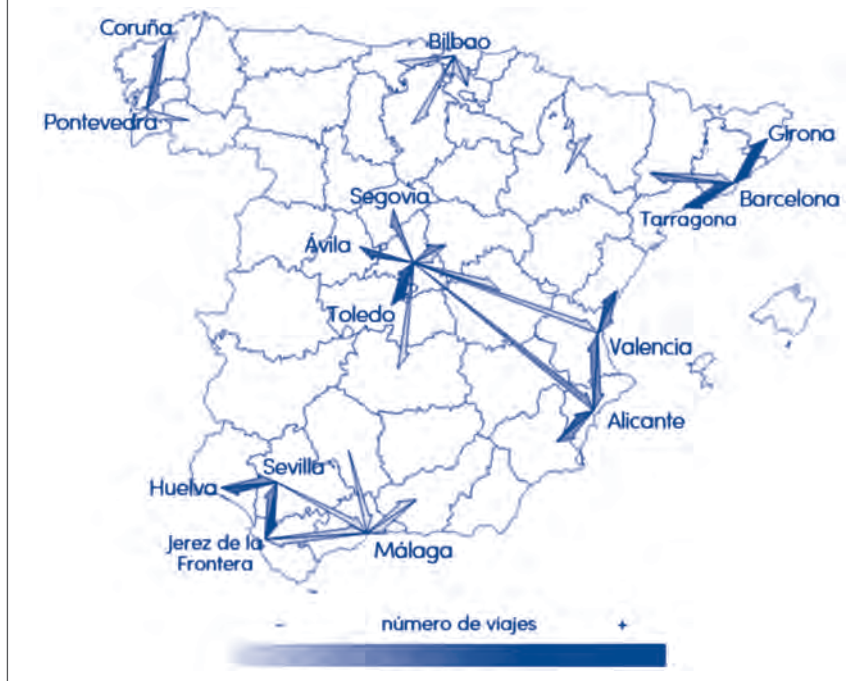 Coruña
Bilbao
Pontevedra
Girona
Segovia
Barcelona
Tarragona
Ávila
Toledo
Valencia
Alicante
Sevilla
Huelva
Jerez de la
Frontera
Málaga
- número de viajes +